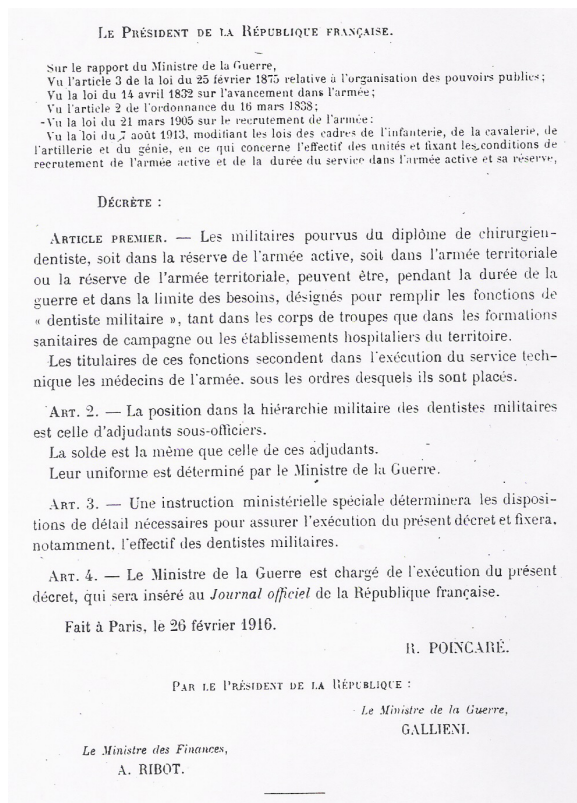 LE PRÉSIDENT DE LA RÉPUBLIQUE FRANÇAISE.
Sur le rapport du Ministre de la Guerre,
Vu l'article 3 de la loi du 25 février 1875 relative à l'organisation des pouvoirs publics;
Vu la loi du 14 avril 1832 sur l'avancement dans l'armée;
Vu l'article 2 de l'ordonnance du 16 mars 1838;
Vu la loi du 21 mars 1905 sur le recrutement de l'armée:
Vu la loi du 7 août 1913, modifiant les lois des cadres de l'infanterie, de la cavalerie, de
l'artillerie et du génie, en ce qui concerne l'effectif des unités et fixant les conditions de
recrutement de l'armée active et de la durée du service dans l'armée active et sa réserve,
DÉCRÈTE :
ARTICLE PREMIER. — Les militaires pourvus du diplôme de chirurgien-
dentiste, soit dans la réserve de l'armée active, soit dans l'armée territoriale
ou la réserve de l'armée territoriale, peuvent être, pendant la durée de la
guerre et dans la limite des besoins, désignés pour remplir les fonctions de
« dentiste militaire », tant dans les corps de troupes que dans les formations
sanitaires de campagne ou les établissements hospitaliers du territoire.
Les titulaires de ces fonctions secondent dans l'exécution du service tech-
nique les médecins de l'armée. sous les ordres desquels ils sont placés.
ART. 2. — La position dans la hiérarchie militaire des dentistes militaires
est celle d'adjudants sous-officiers.
La solde est la même que celle de ces adjudants.
Leur uniforme est déterminé par le Ministre de la Guerre.
ART. 3. — Une instruction ministérielle spéciale déterminera les disposi-
tions de détail nécessaires pour assurer l'exécution du présent décret et fixera,
notamment. l'effectif des dentistes militaires.
ART. 4. — Le Ministre de la Guerre est chargé de l'exécution du présent
décret, qui sera inséré au Journal officiel de la République française.
Fait à Paris, le 26 février 1916.
R. POINCARÉ.
PAR LE PRÉSIDENT DE LA RÉPUBLIQUE :
Le Ministre de la Guerre,
GALLIENI.
Le Ministre des Finances,
A. RIBOT.